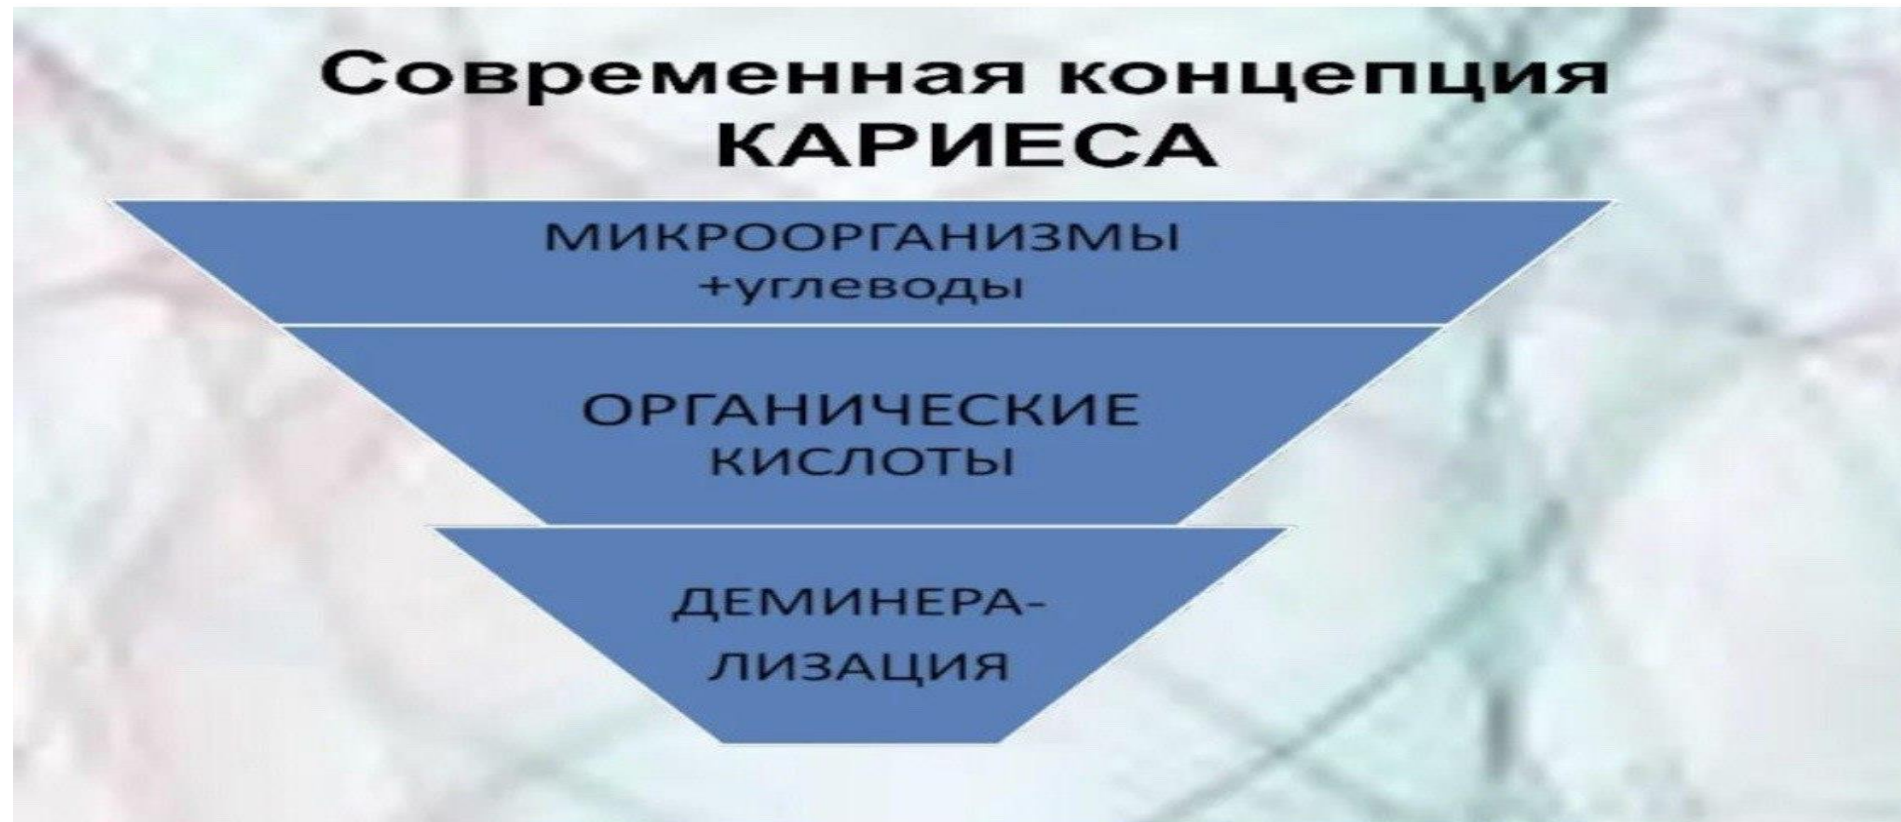 Современная концепция
КАРИЕСА
МИКРООРГАНИЗМЫ
+углеводы
ОРГАНИЧЕСКИЕ
КИСЛОТЫ
ДЕМИНЕРА-
ЛИЗАЦИЯ